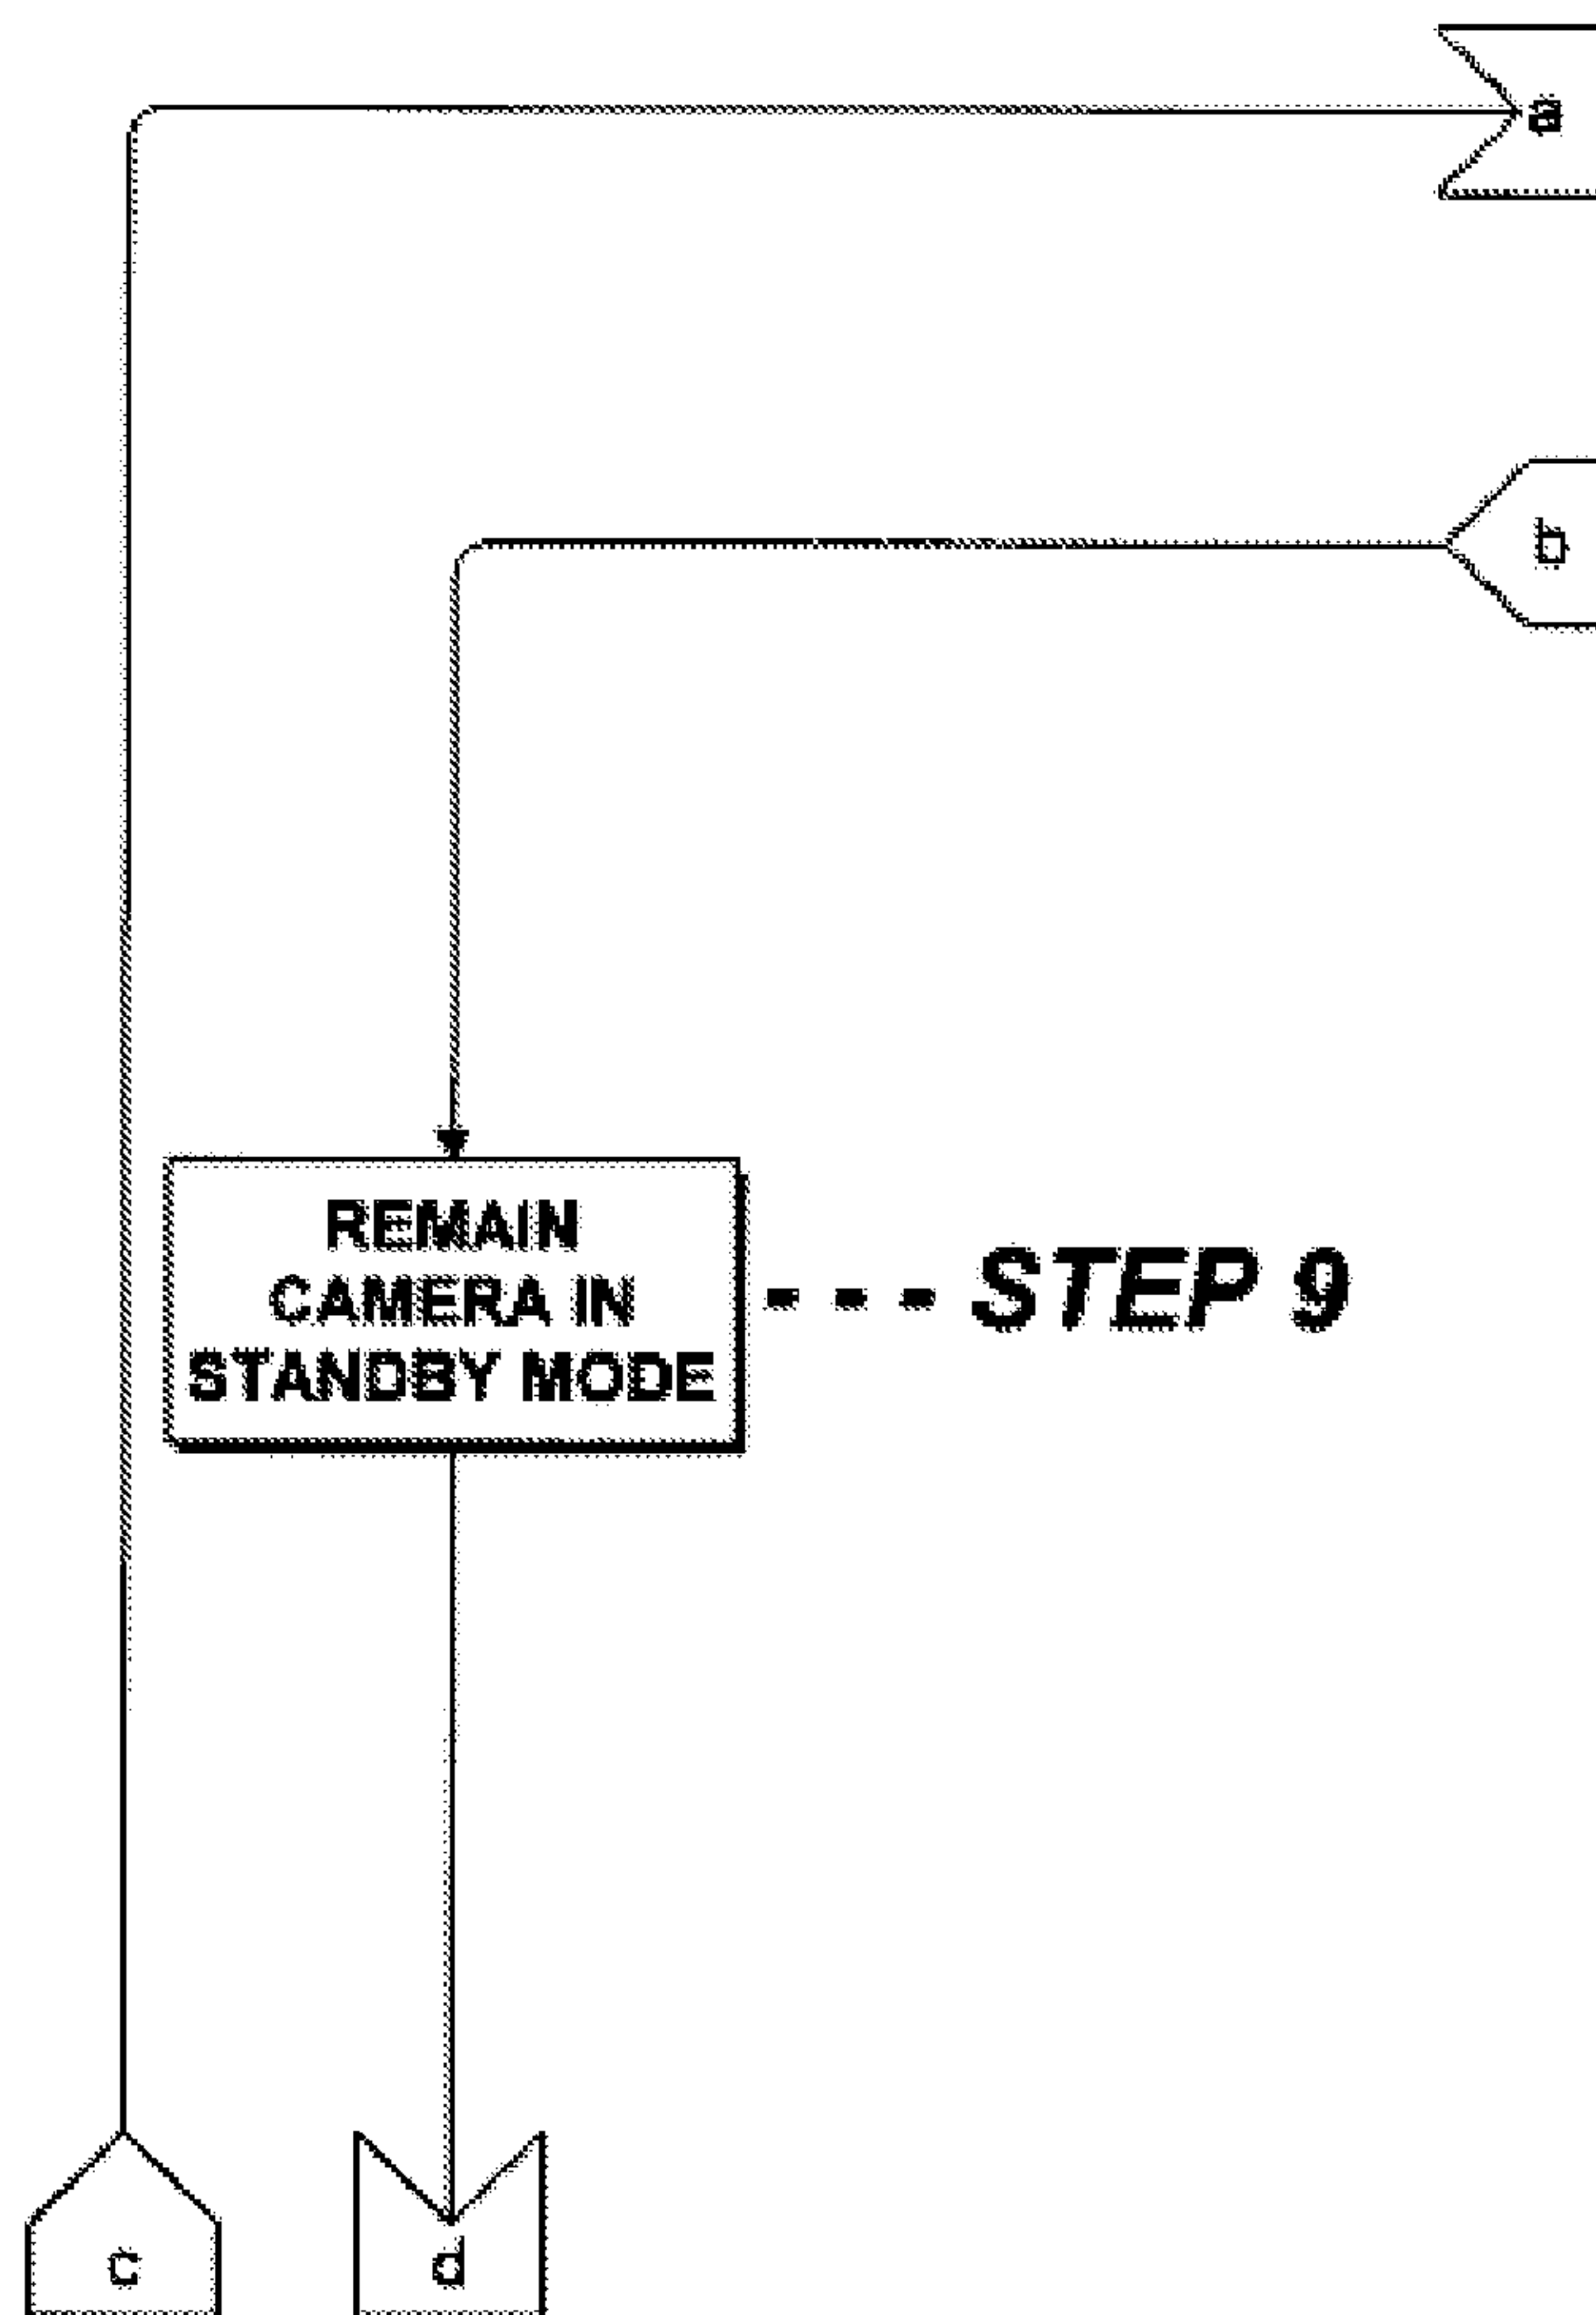 a
b
REMAIN
CAMERA IN
STANDBY MODE
--- STEP 9
c
d